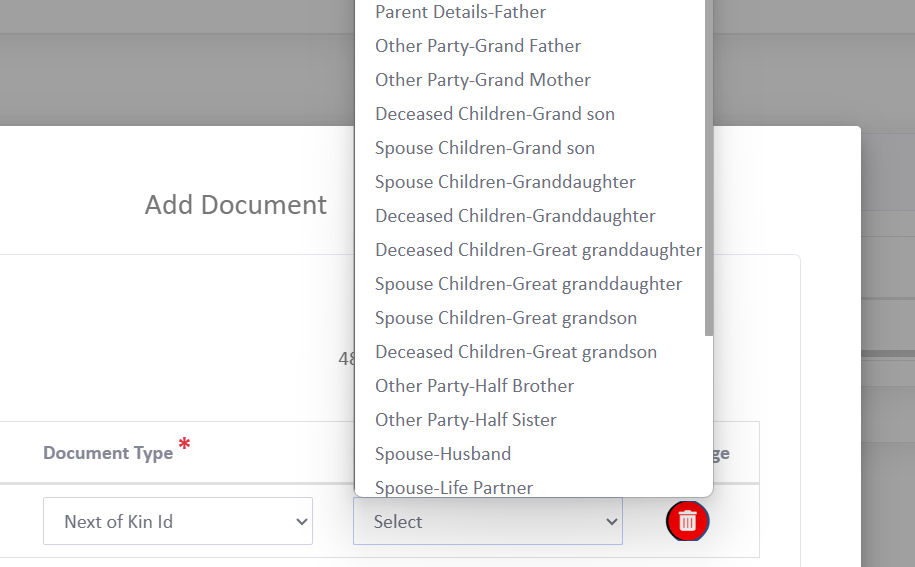 Parent Details-Father
Other Party-Grand Father
Other Party-Grand Mother
Deceased Children-Grand son
Spouse Children-Grand son
Spouse Children-Granddaughter
Deceased Children-Granddaughter
Deceased Children-Great granddaughter
Spouse Children-Great granddaughter
Spouse Children-Great grandson
Deceased Children-Great grandson
Other Party-Half Brother
Other Party-Half Sister
Spouse-Husband
Spouse-Life Partner
Add Document
Document Type *
Next of Kin Id
Select